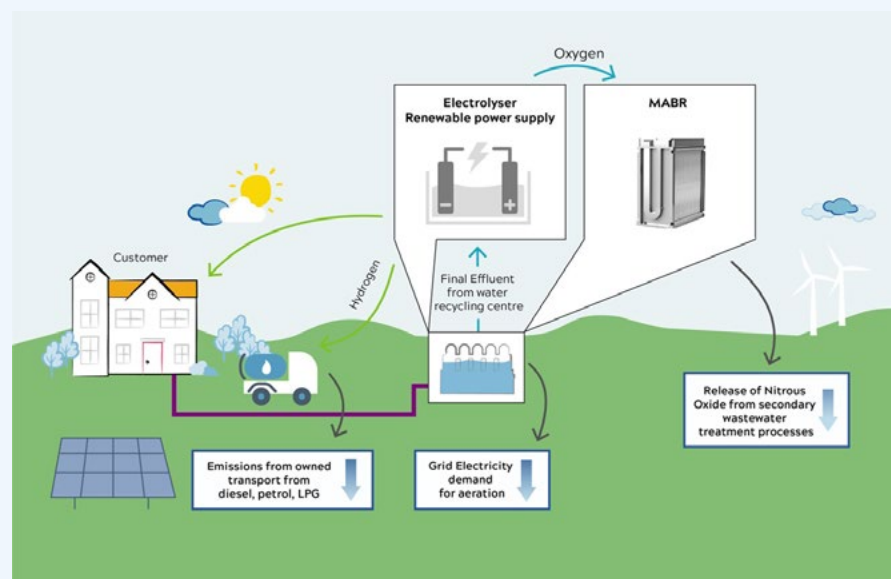 Oxygen
Electrolyser
Renewable power supply
MABR
− +
Customer
Hydrogen
Final Effluent
from water
recycling centre
Release of Nitrous
Oxide from secondary
wastewater
treatment processes
Emissions from owned
transport from
diesel, petrol, LPG
Grid Electricity
demand
for aeration